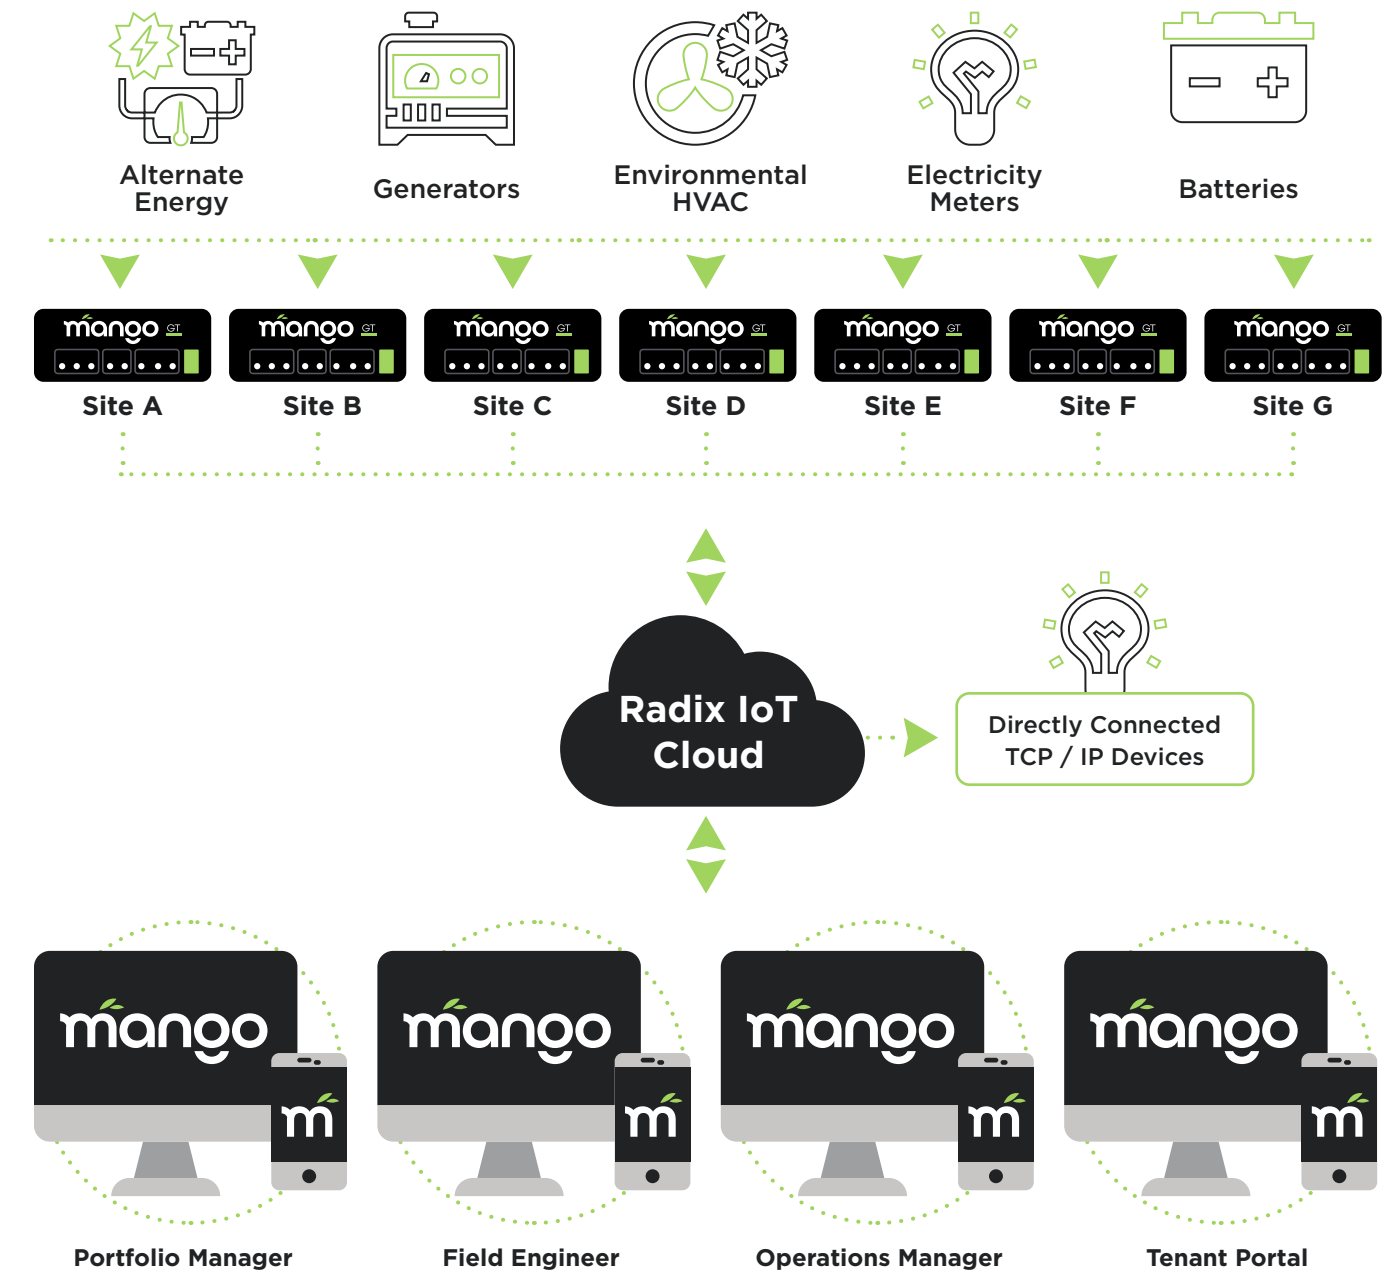 Alternate
Energy
Generators
Environmental
HVAC
Electricity
Meters
Batteries
mango GT
mango GT
mango GT
mango GT
mango GT
mango GT
mango GT
Site A
Site B
Site C
Site D
Site E
Site F
Site G
Radix IoT
Cloud
Directly Connected
TCP / IP Devices
mango
m
mango
m
mango
m
mango
m
Portfolio Manager
Field Engineer
Operations Manager
Tenant Portal